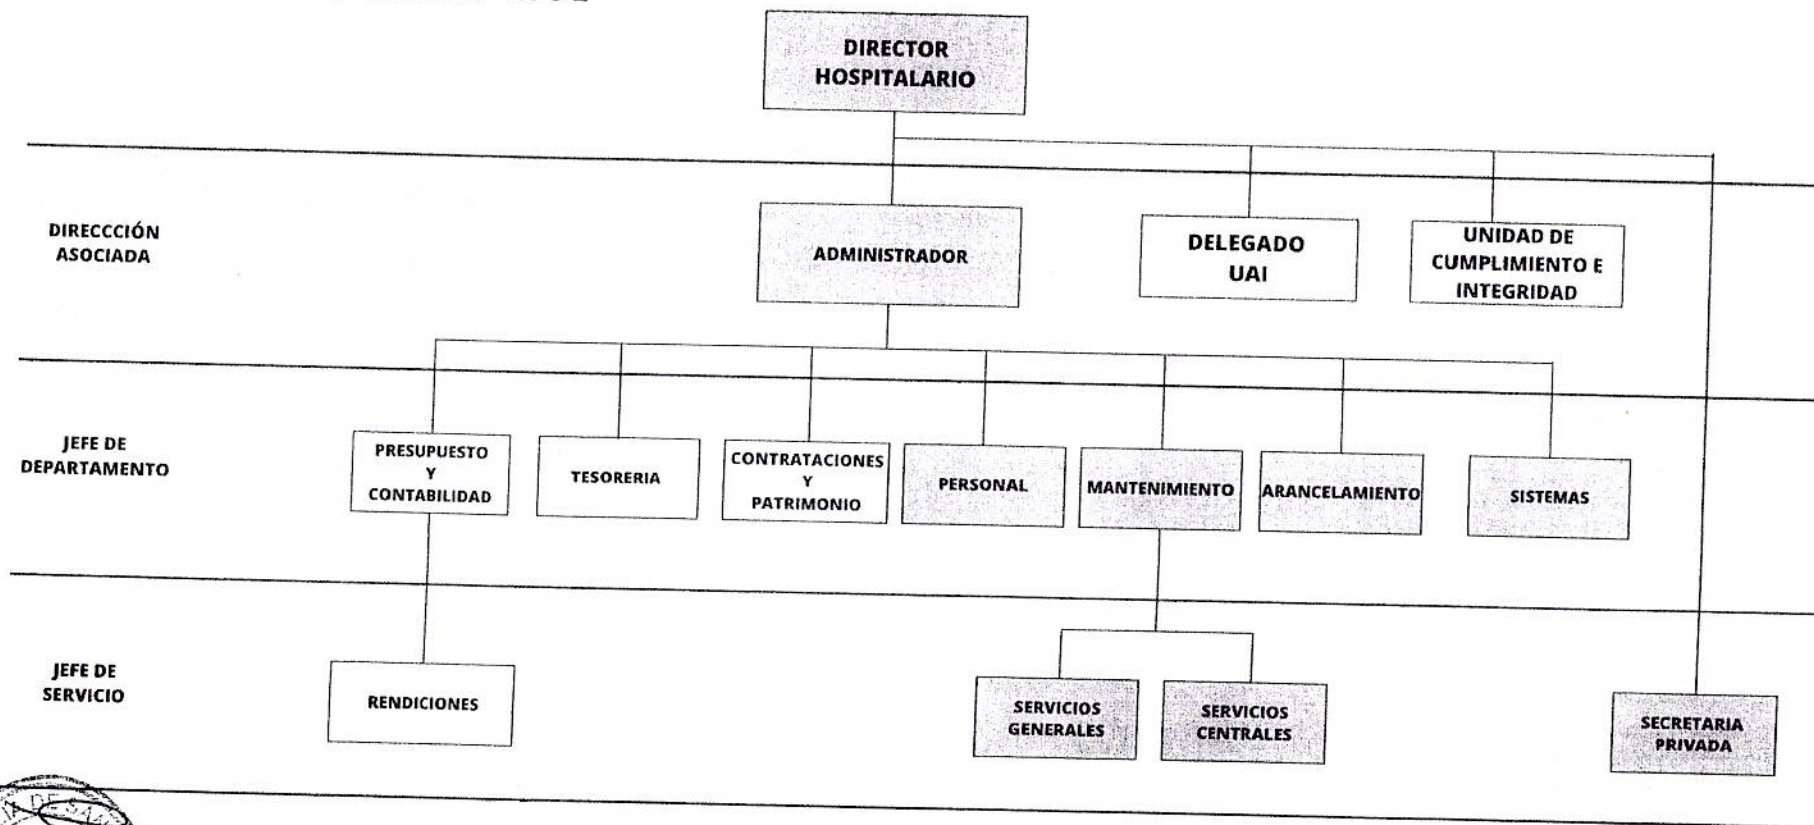 DIRECTOR
HOSPITALARIO
DIRECCCIÓN
ASOCIADA
ADMINISTRADOR
DELEGADO
UAI
UNIDAD DE
CUMPLIMIENTO E
INTEGRIDAD
JEFE DE
DEPARTAMENTO
PRESUPUESTO
Y
CONTABILIDAD
TESORERIA
CONTRATACIONES
Y
PATRIMONIO
PERSONAL
MANTENIMIENTO
ARANCELAMIENTO
SISTEMAS
JEFE DE
SERVICIO
RENDICIONES
SERVICIOS
GENERALES
SERVICIOS
CENTRALES
SECRETARIA
PRIVADA
DE